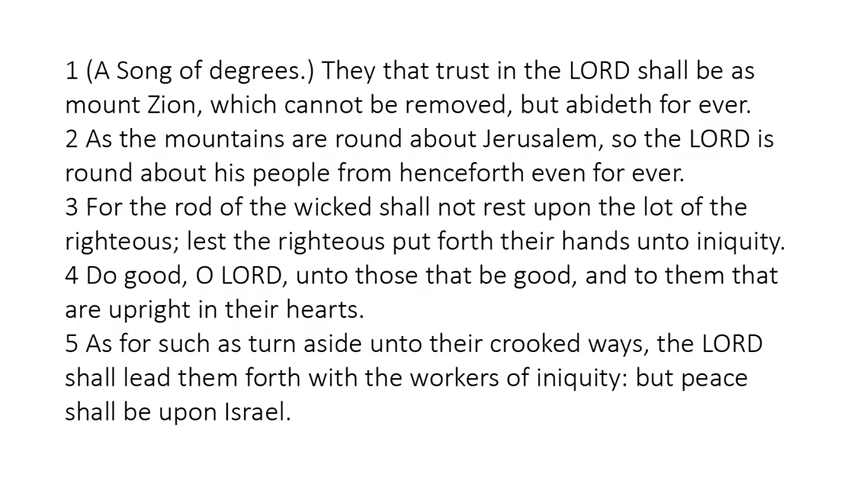 1 (A Song of degrees.) They that trust in the LORD shall be as
mount Zion, which cannot be removed, but abideth for ever.
2 As the mountains are round about Jerusalem, so the LORD is
round about his people from henceforth even for ever.
3 For the rod of the wicked shall not rest upon the lot of the
righteous; lest the righteous put forth their hands unto iniquity.
4 Do good, O LORD, unto those that be good, and to them that
are upright in their hearts.
5 As for such as turn aside unto their crooked ways, the LORD
shall lead them forth with the workers of iniquity: but peace
shall be upon Israel.